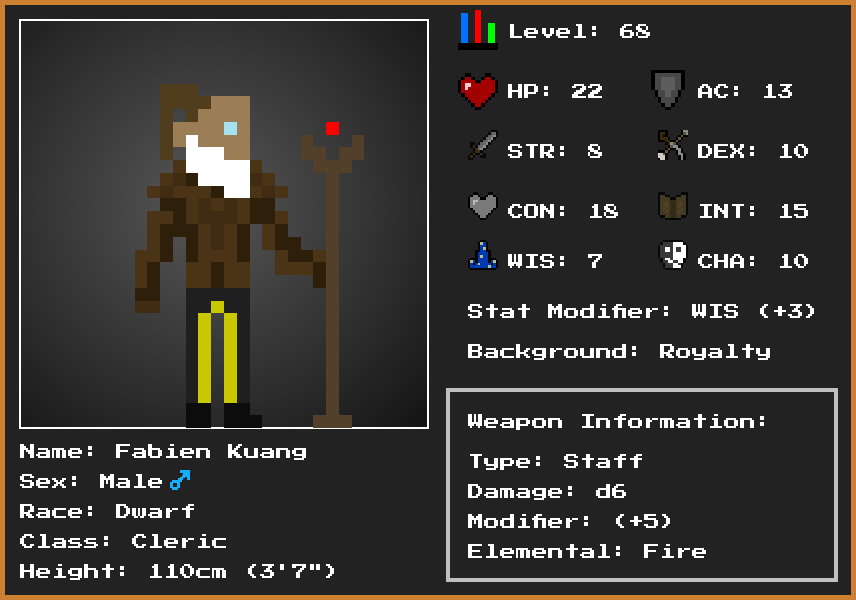 Level: 68
HP: 22
AC: 13
STR: 8
DEX: 10
CON: 18
INT: 15
WIS: 7
CHA: 10
Stat Modifier: WIS (+3)
Background: Royalty
Weapon Information:
Type: Staff
Damage: d6
Modifier: (+5)
Elemental: Fire
Name: Fabien Kuang
Sex: Male♂
Race: Dwarf
Class: Cleric
Height: 110cm (3'7")